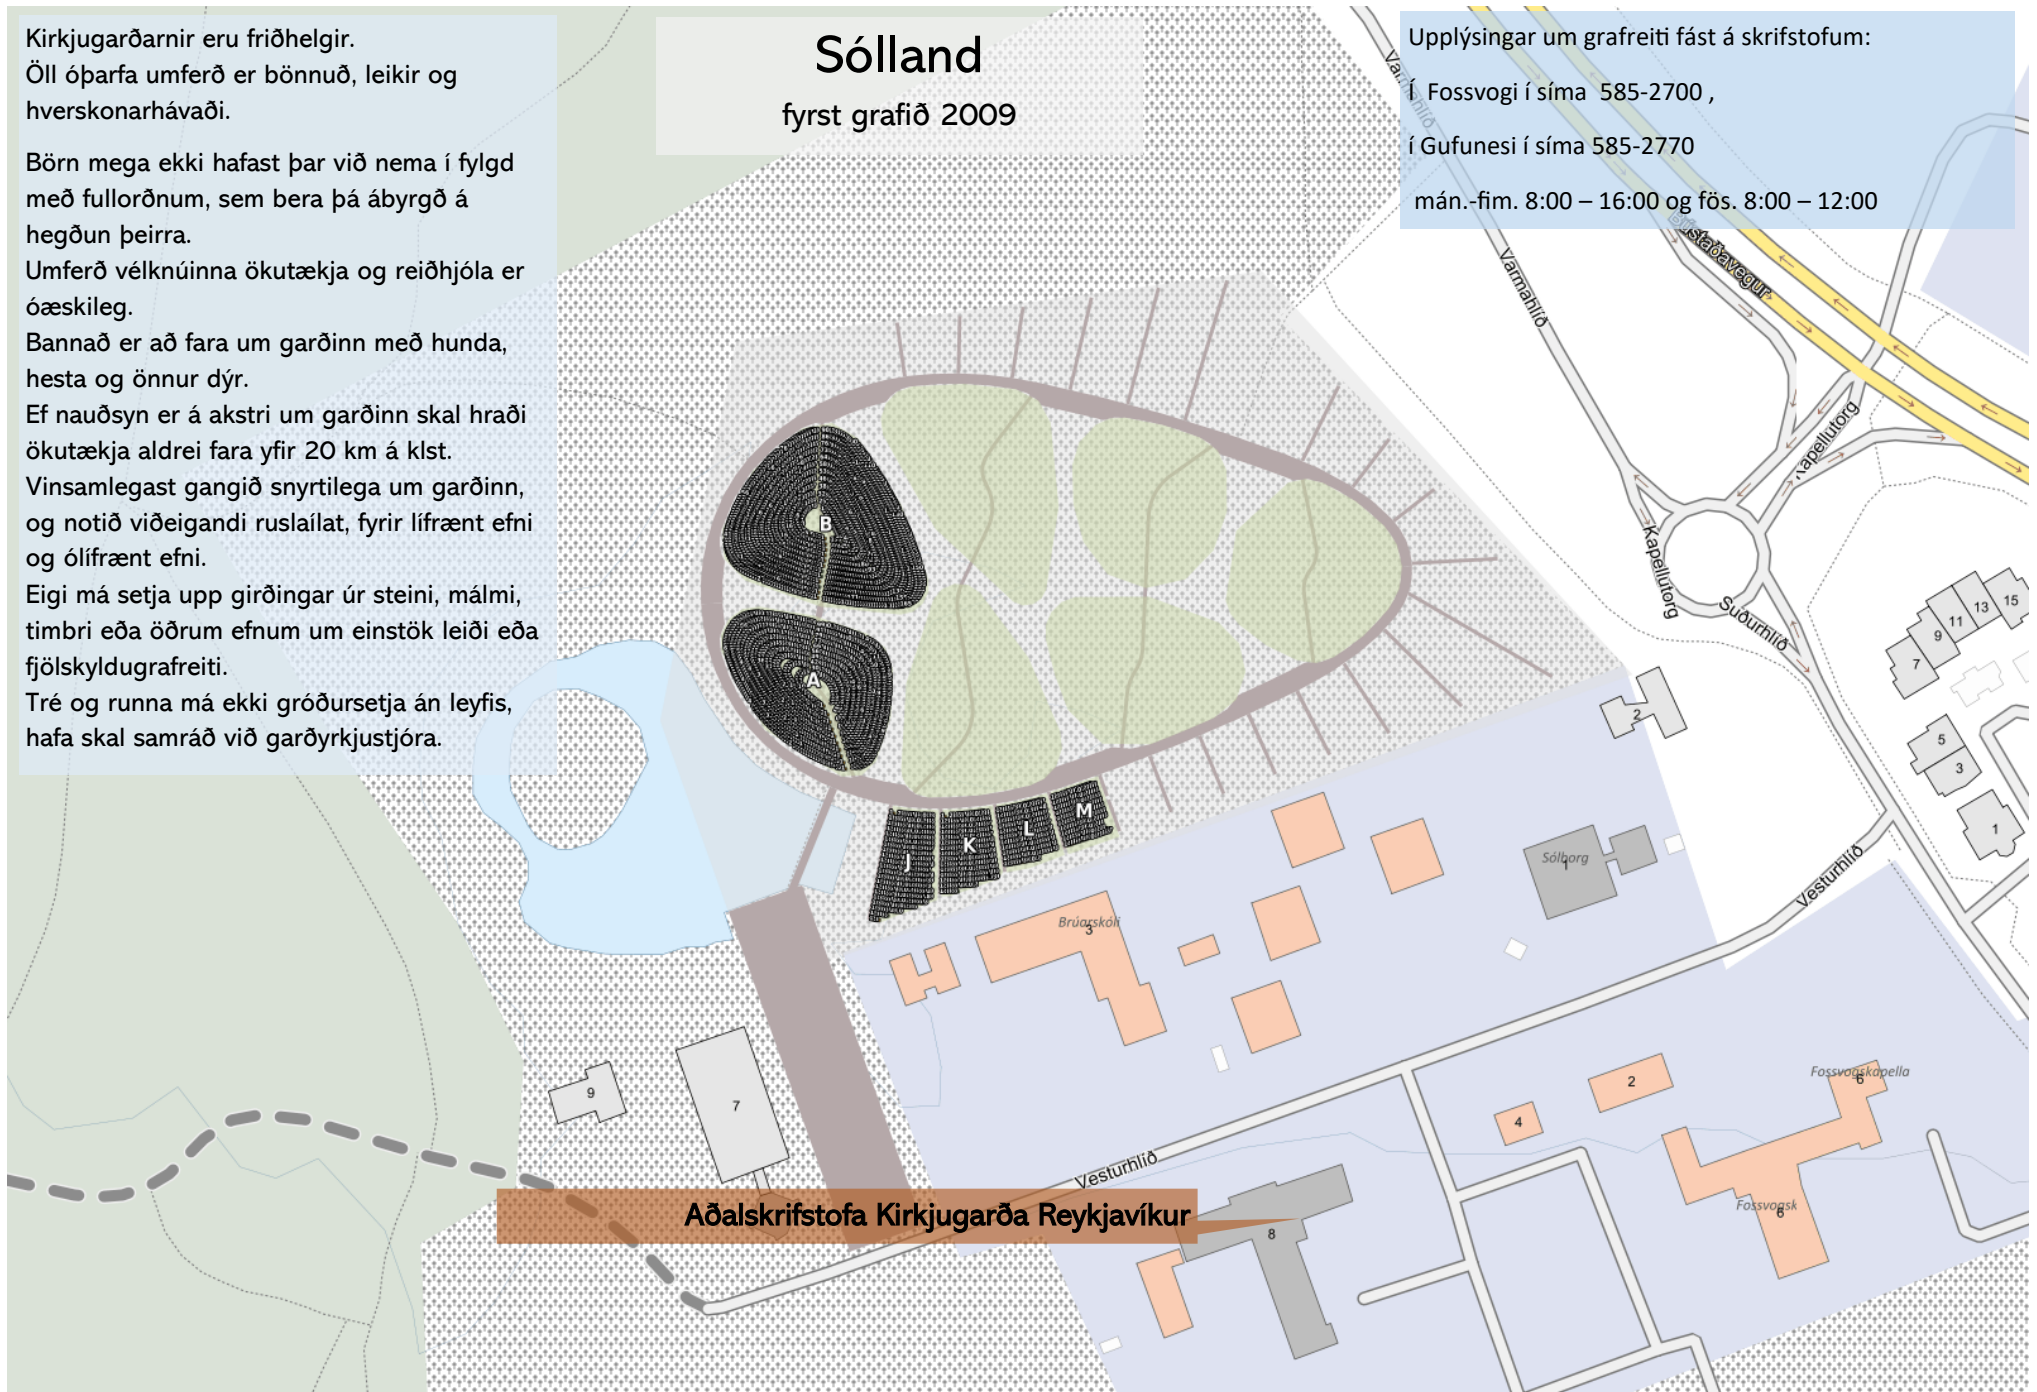 Kirkjugarðarnir eru friðhelgir.
Öll óþarfa umferð er bönnuð, leikir og
hverskonarhávaði.
Börn mega ekki hafast þar við nema í fylgd
með fullorðnum, sem bera þá ábyrgð á
hegðun þeirra.
Umferð vélknúinna ökutækja og reiðhjóla er
óæskileg.
Bannað er að fara um garðinn með hunda,
hesta og önnur dýr.
Ef nauðsyn er á akstri um garðinn skal hraði
ökutækja aldrei fara yfir 20 km á klst.
Vinsamlegast gangið snyrtilega um garðinn,
og notið viðeigandi ruslaílat, fyrir lífrænt efni
og ólífrænt efni.
Eigi má setja upp girðingar úr steini, málmi,
timbri eða öðrum efnum um einstök leiði eða
fjölskyldugrafreiti.
Tré og runna má ekki gróðursetja án leyfis,
hafa skal samráð við garðyrkjustjóra.
Sólland
fyrst grafið 2009
Upplýsingar um grafreiti fást á skrifstofum:
Í Fossvogi í síma 585-2700 ,
í Gufunesi í síma 585-2770
mán.-fim. 8:00 – 16:00 og fös. 8:00 – 12:00
Varmahlíð
Bústaðavegur
Varmahlíð
Kapellutorg
Kapellutorg
Suðurhlíð
B
A
J
K
L
M
15
13
11
9
7
2
5
3
1
Sólborg
1
Vesturhlíð
Brúarskóli
3
9
7
2
4
Fossvogskapella
6
Fossvogsk
6
Vesturhlíð
Aðalskrifstofa Kirkjugarða Reykjavíkur
8